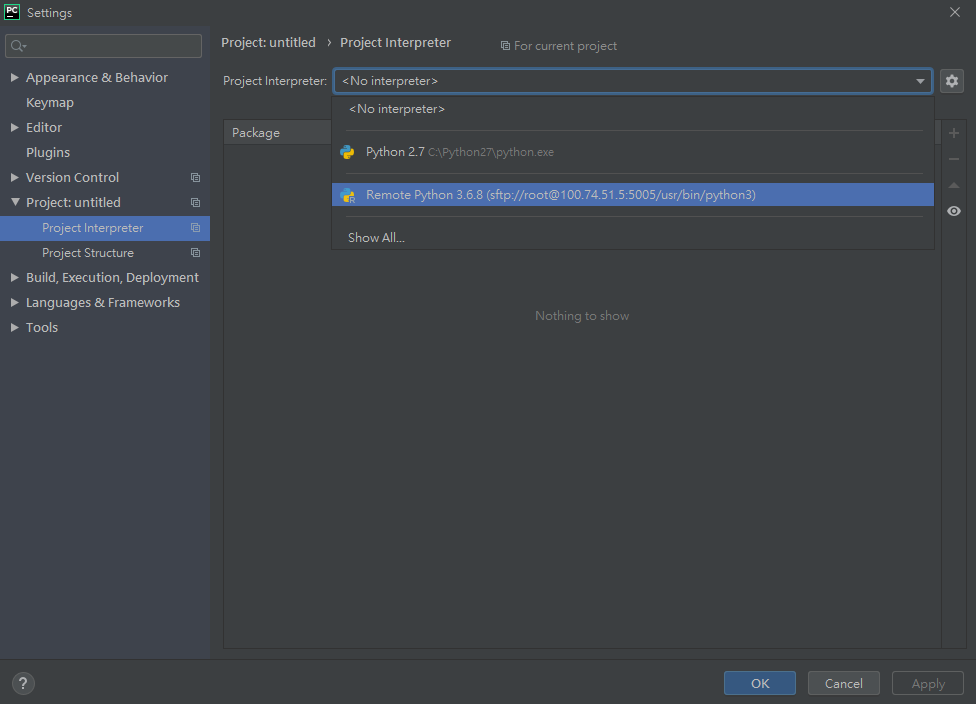 PC Settings
Project: untitled › Project Interpreter For current project
Project Interpreter: <No interpreter>
<No interpreter>
Package
Python 2.7 C:\Python27\python.exe
Remote Python 3.6.8 (sftp://root@100.74.51.5:5005/usr/bin/python3)
Show All...
Nothing to show
Appearance & Behavior
Keymap
Editor
Plugins
Version Control
Project: untitled
Project Interpreter
Project Structure
Build, Execution, Deployment
Languages & Frameworks
Tools
?
OK Cancel Apply